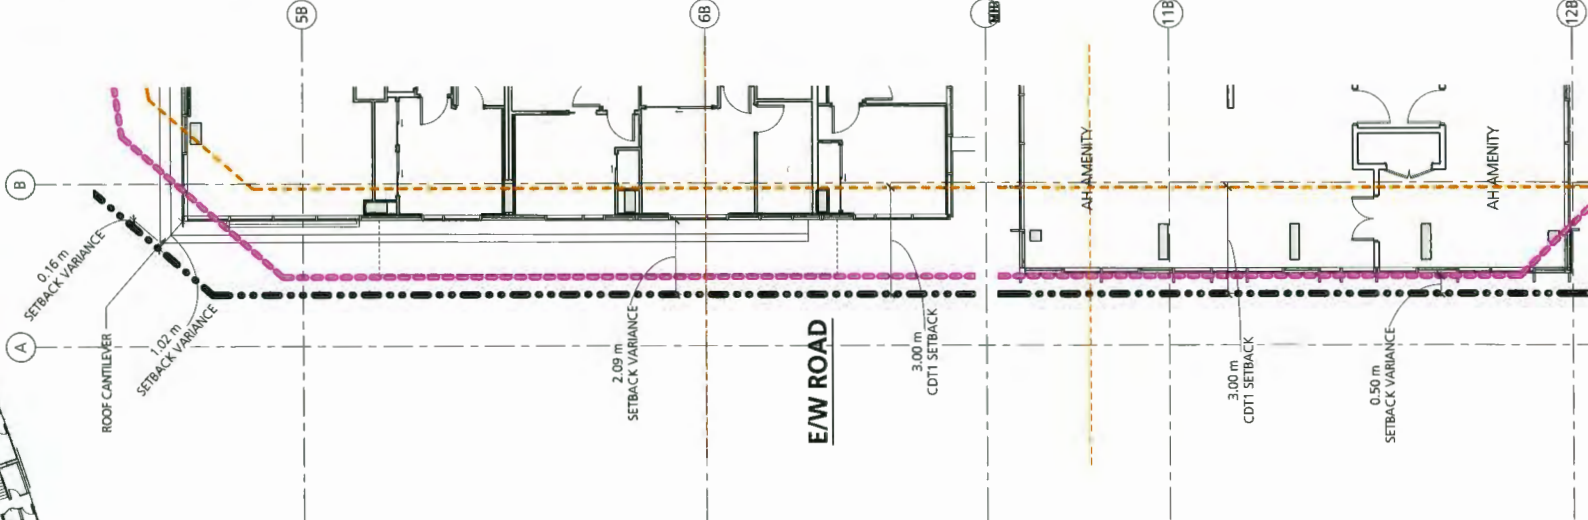 5B
6B
11B
12B
B
A
0.16 m
SETBACK VARIANCE
ROOF CANTILEVER
1.02 m
SETBACK VARIANCE
2.09 m
SETBACK VARIANCE
E/W ROAD
3.00 m
CDT1 SETBACK
AH AMENITY
3.00 m
CDT1 SETBACK
0.50 m
SETBACK VARIANCE
AH AMENITY